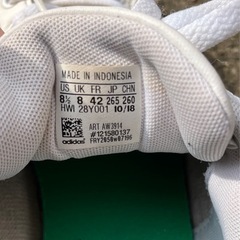 MADE IN INDONESIA
US UK FR JP CHN
8½ 8 42 265 260
HWI 28Y001 10/18
ART AW3914
#121580137
adidas